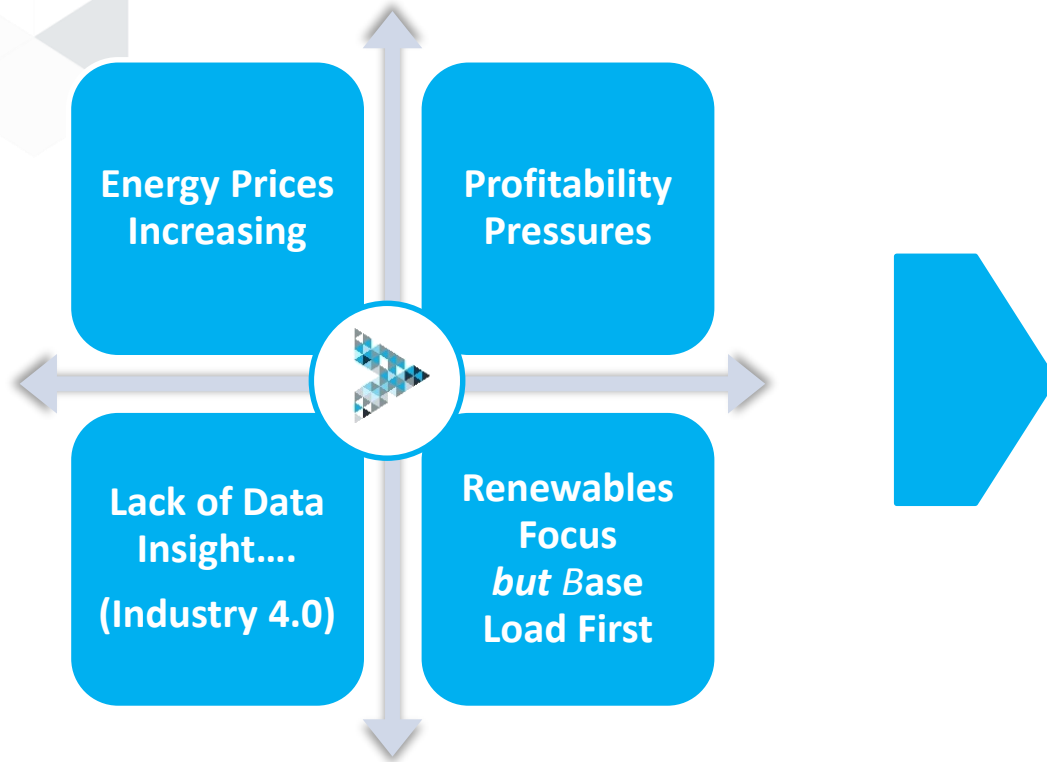 Energy Prices
Increasing
Profitability
Pressures
Lack of Data
Insight....
(Industry 4.0)
Renewables
Focus
but Base
Load First